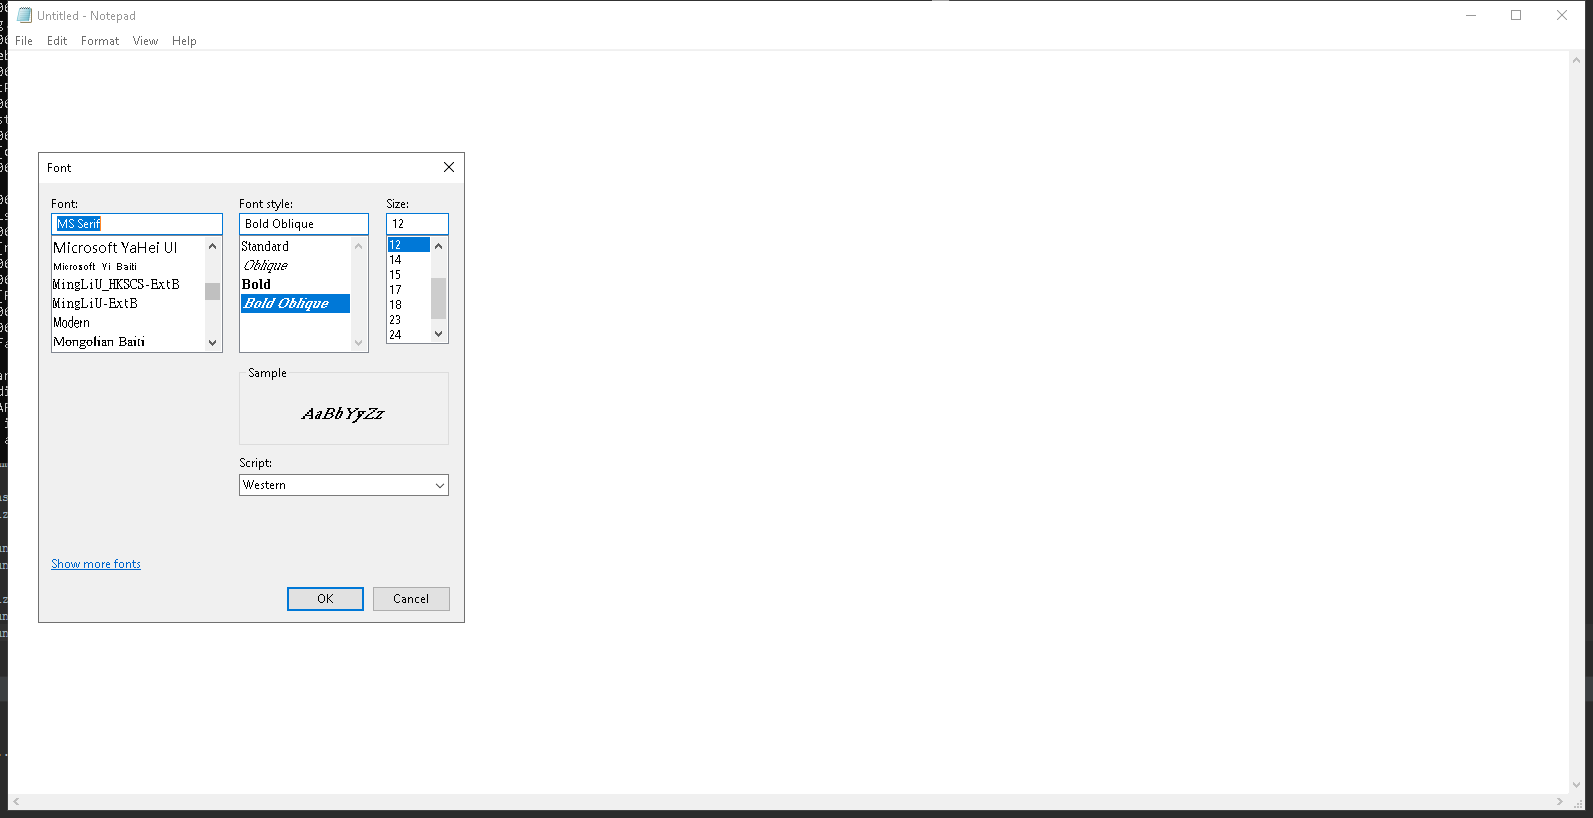 Untitled - Notepad
File Edit Format View Help
Font
Font:
MS Serif
Microsoft YaHei UI
Microsoft Yi Baiti
MingLiU_HKSCS-ExtB
MingLiU-ExtB
Modern
Mongolian Baiti
Font style:
Bold Oblique
Standard
Oblique
Bold
Bold Oblique
Size:
12
12
14
15
17
18
23
24
Sample
AaBbYyZz
Script:
Western
Show more fonts
OK Cancel